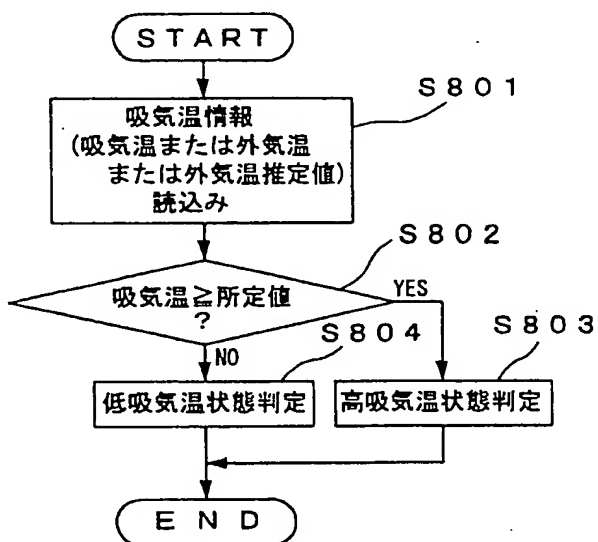 START
S801
吸気温情報
(吸気温または外気温
または外気温推定値)
読込み
S802
吸気温≧所定値
?
YES
NO
S804
S803
低吸気温状態判定
高吸気温状態判定
END